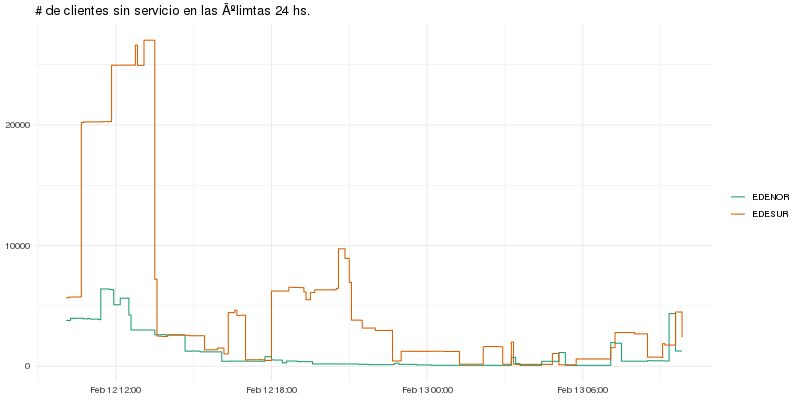 # de clientes sin servicio en las Ãºlimtas 24 hs.
20000
10000
0
Feb 12 12:00
Feb 12 18:00
Feb 13 00:00
Feb 13 06:00
EDENOR
EDESUR